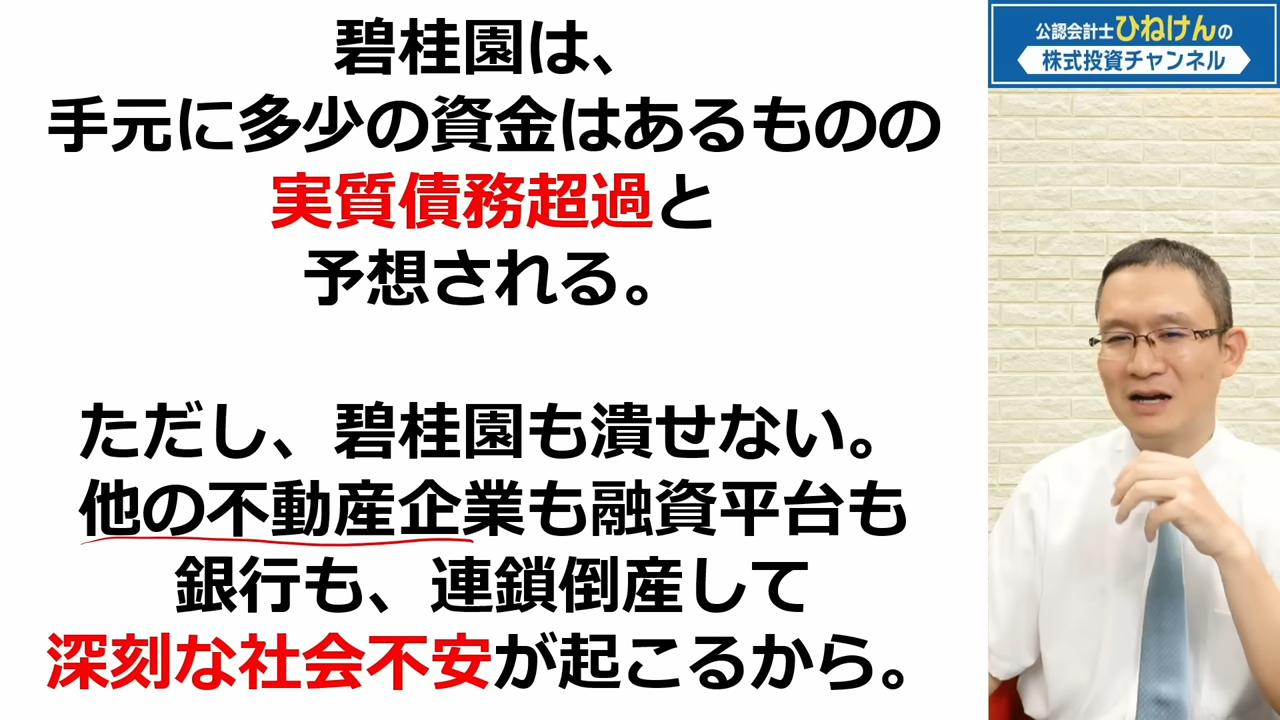 碧桂園は、
手元に多少の資金はあるものの
実質債務超過と
予想される。
ただし、碧桂園も潰せない。
他の不動産企業も融資平台も
銀行も、連鎖倒産して
深刻な社会不安が起こるから。
公認会計士ひねけんの
株式投資チャンネル